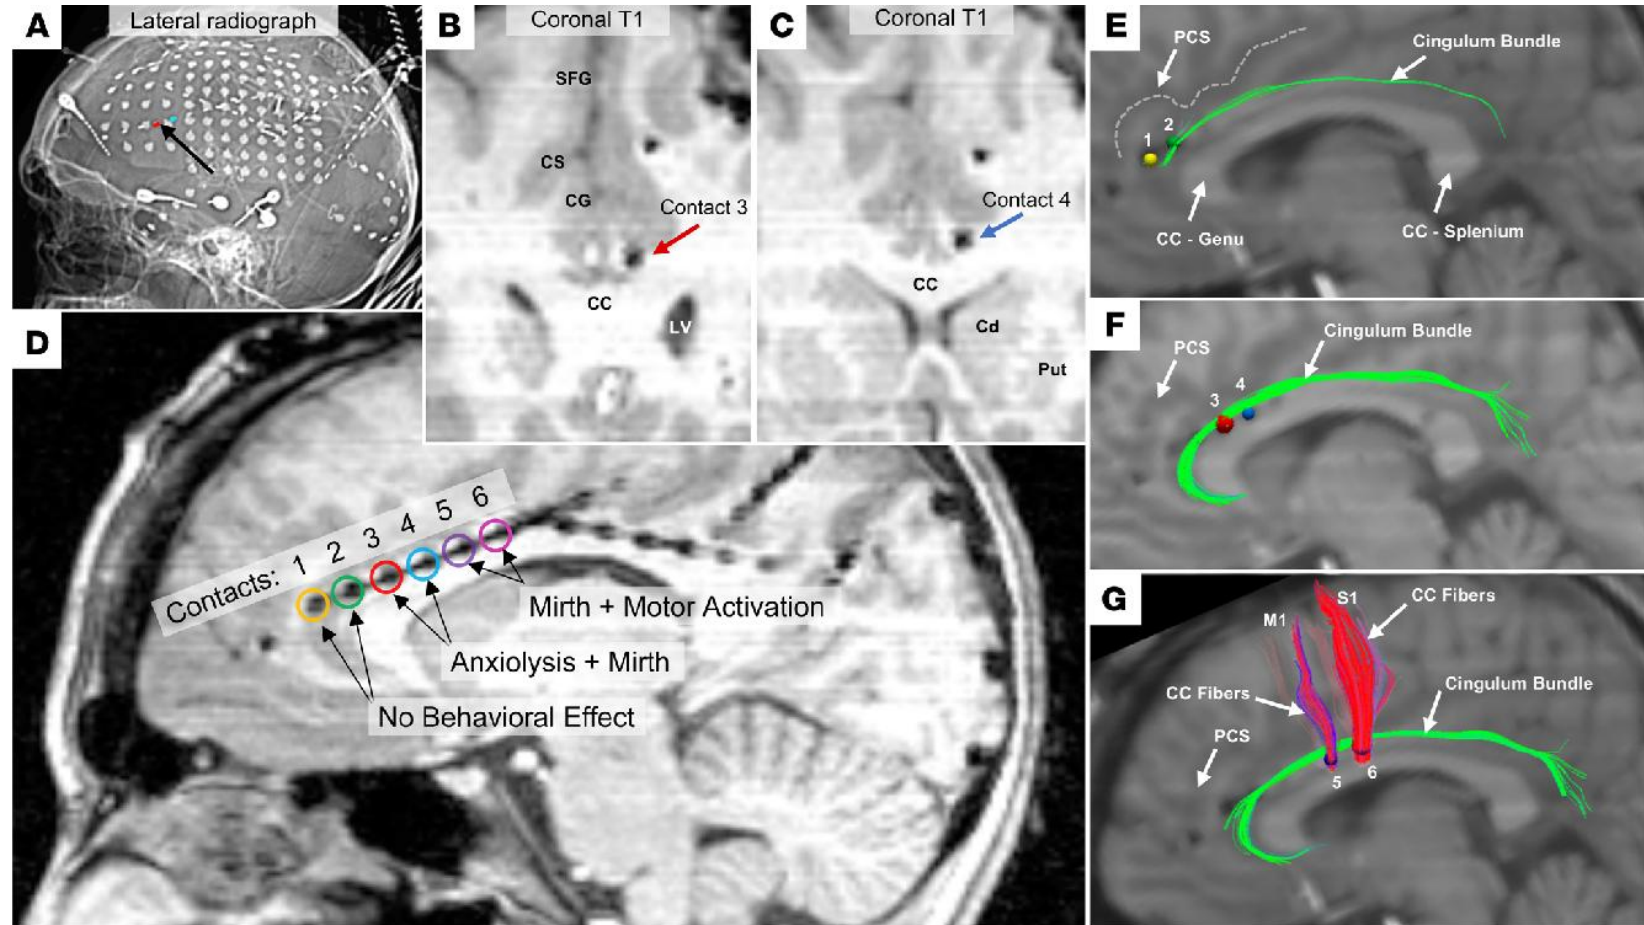 A
Lateral radiograph
B
Coronal T1
SFG
CS
CG
Contact 3
CC
LV
C
Coronal T1
Contact 4
CC
Cd
Put
D
Contacts: 1 2 3 4 5 6
Mirth + Motor Activation
Anxiolysis + Mirth
No Behavioral Effect
E
PCS
Cingulum Bundle
1
2
CC - Genu
CC - Splenium
F
PCS
Cingulum Bundle
3
4
G
M1
S1
CC Fibers
CC Fibers
Cingulum Bundle
PCS
5
6